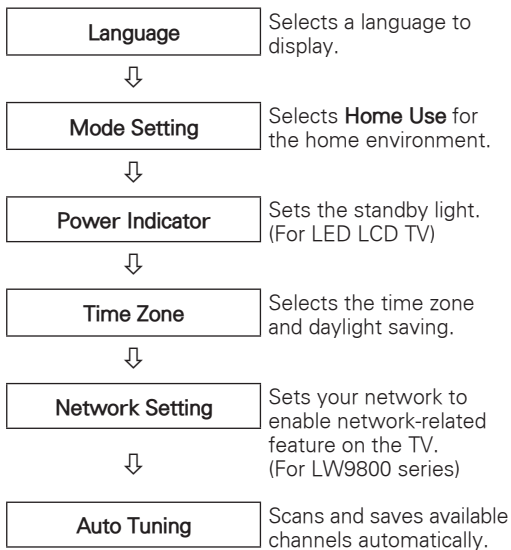 Language
Selects a language to
display.
Mode Setting
Selects Home Use for
the home environment.
Power Indicator
Sets the standby light.
(For LED LCD TV)
Time Zone
Selects the time zone
and daylight saving.
Network Setting
Sets your network to
enable network-related
feature on the TV.
(For LW9800 series)
Auto Tuning
Scans and saves available
channels automatically.